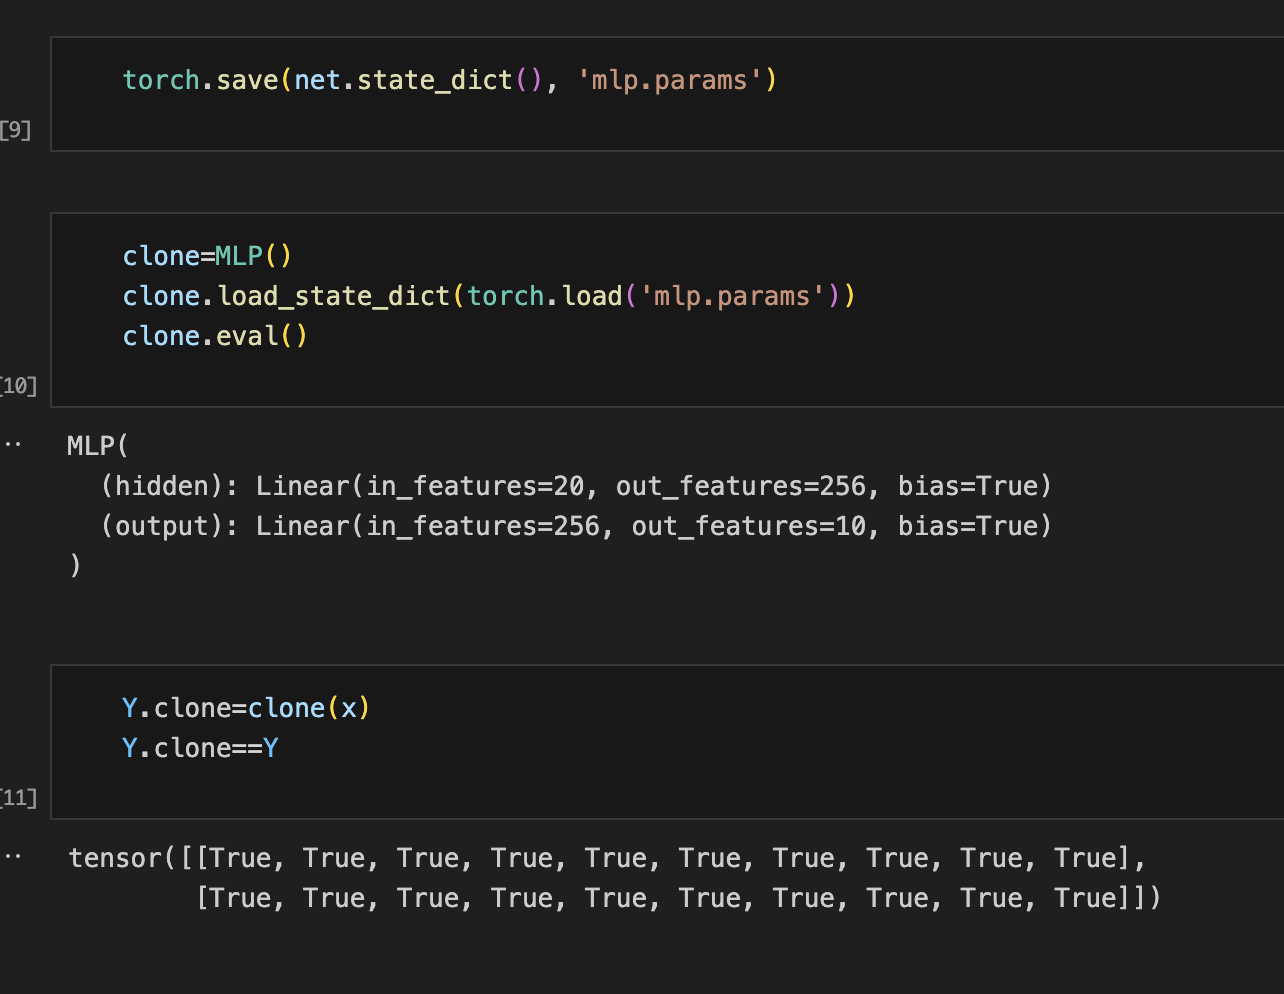 torch.save(net.state_dict(), 'mlp.params')
[9]
clone=MLP()
clone.load_state_dict(torch.load('mlp.params'))
clone.eval()
[10]
..
MLP(
  (hidden): Linear(in_features=20, out_features=256, bias=True)
  (output): Linear(in_features=256, out_features=10, bias=True)
)
Y.clone=clone(x)
Y.clone==Y
[11]
..
tensor([[True, True, True, True, True, True, True, True, True, True],
        [True, True, True, True, True, True, True, True, True, True]])